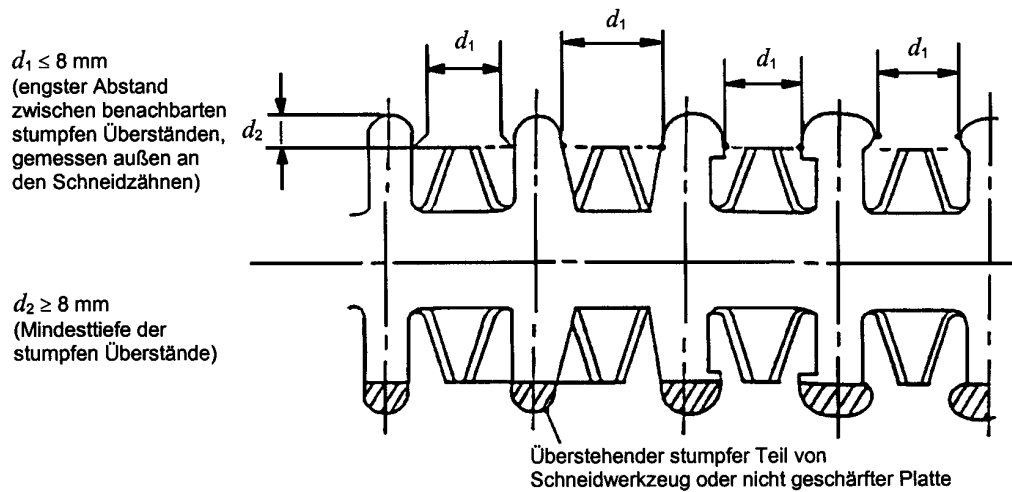 d₁ ≤ 8 mm
(engster Abstand
zwischen benachbarten
stumpfen Überständen,
gemessen außen an
den Schneidzähnen)
d₁
d₁
d₁
d₁
d₂
d₂ ≥ 8 mm
(Mindesttiefe der
stumpfen Überstände)
Überstehender stumpfer Teil von
Schneidwerkzeug oder nicht geschärfter Platte